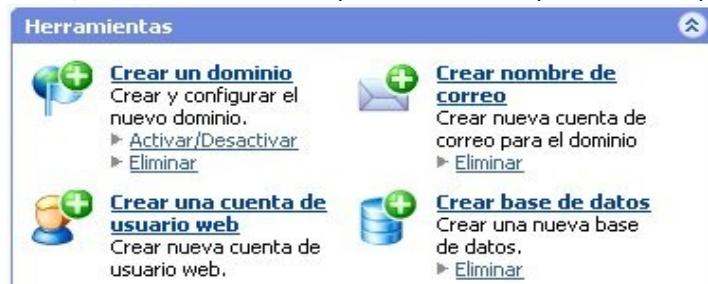 Herramientas
Crear un dominio
Crear y configurar el
nuevo dominio.
Activar/Desactivar
Eliminar
Crear nombre de
correo
Crear nueva cuenta de
correo para el dominio
Eliminar
Crear una cuenta de
usuario web
Crear nueva cuenta de
usuario web.
Crear base de datos
Crear una nueva base
de datos.
Eliminar